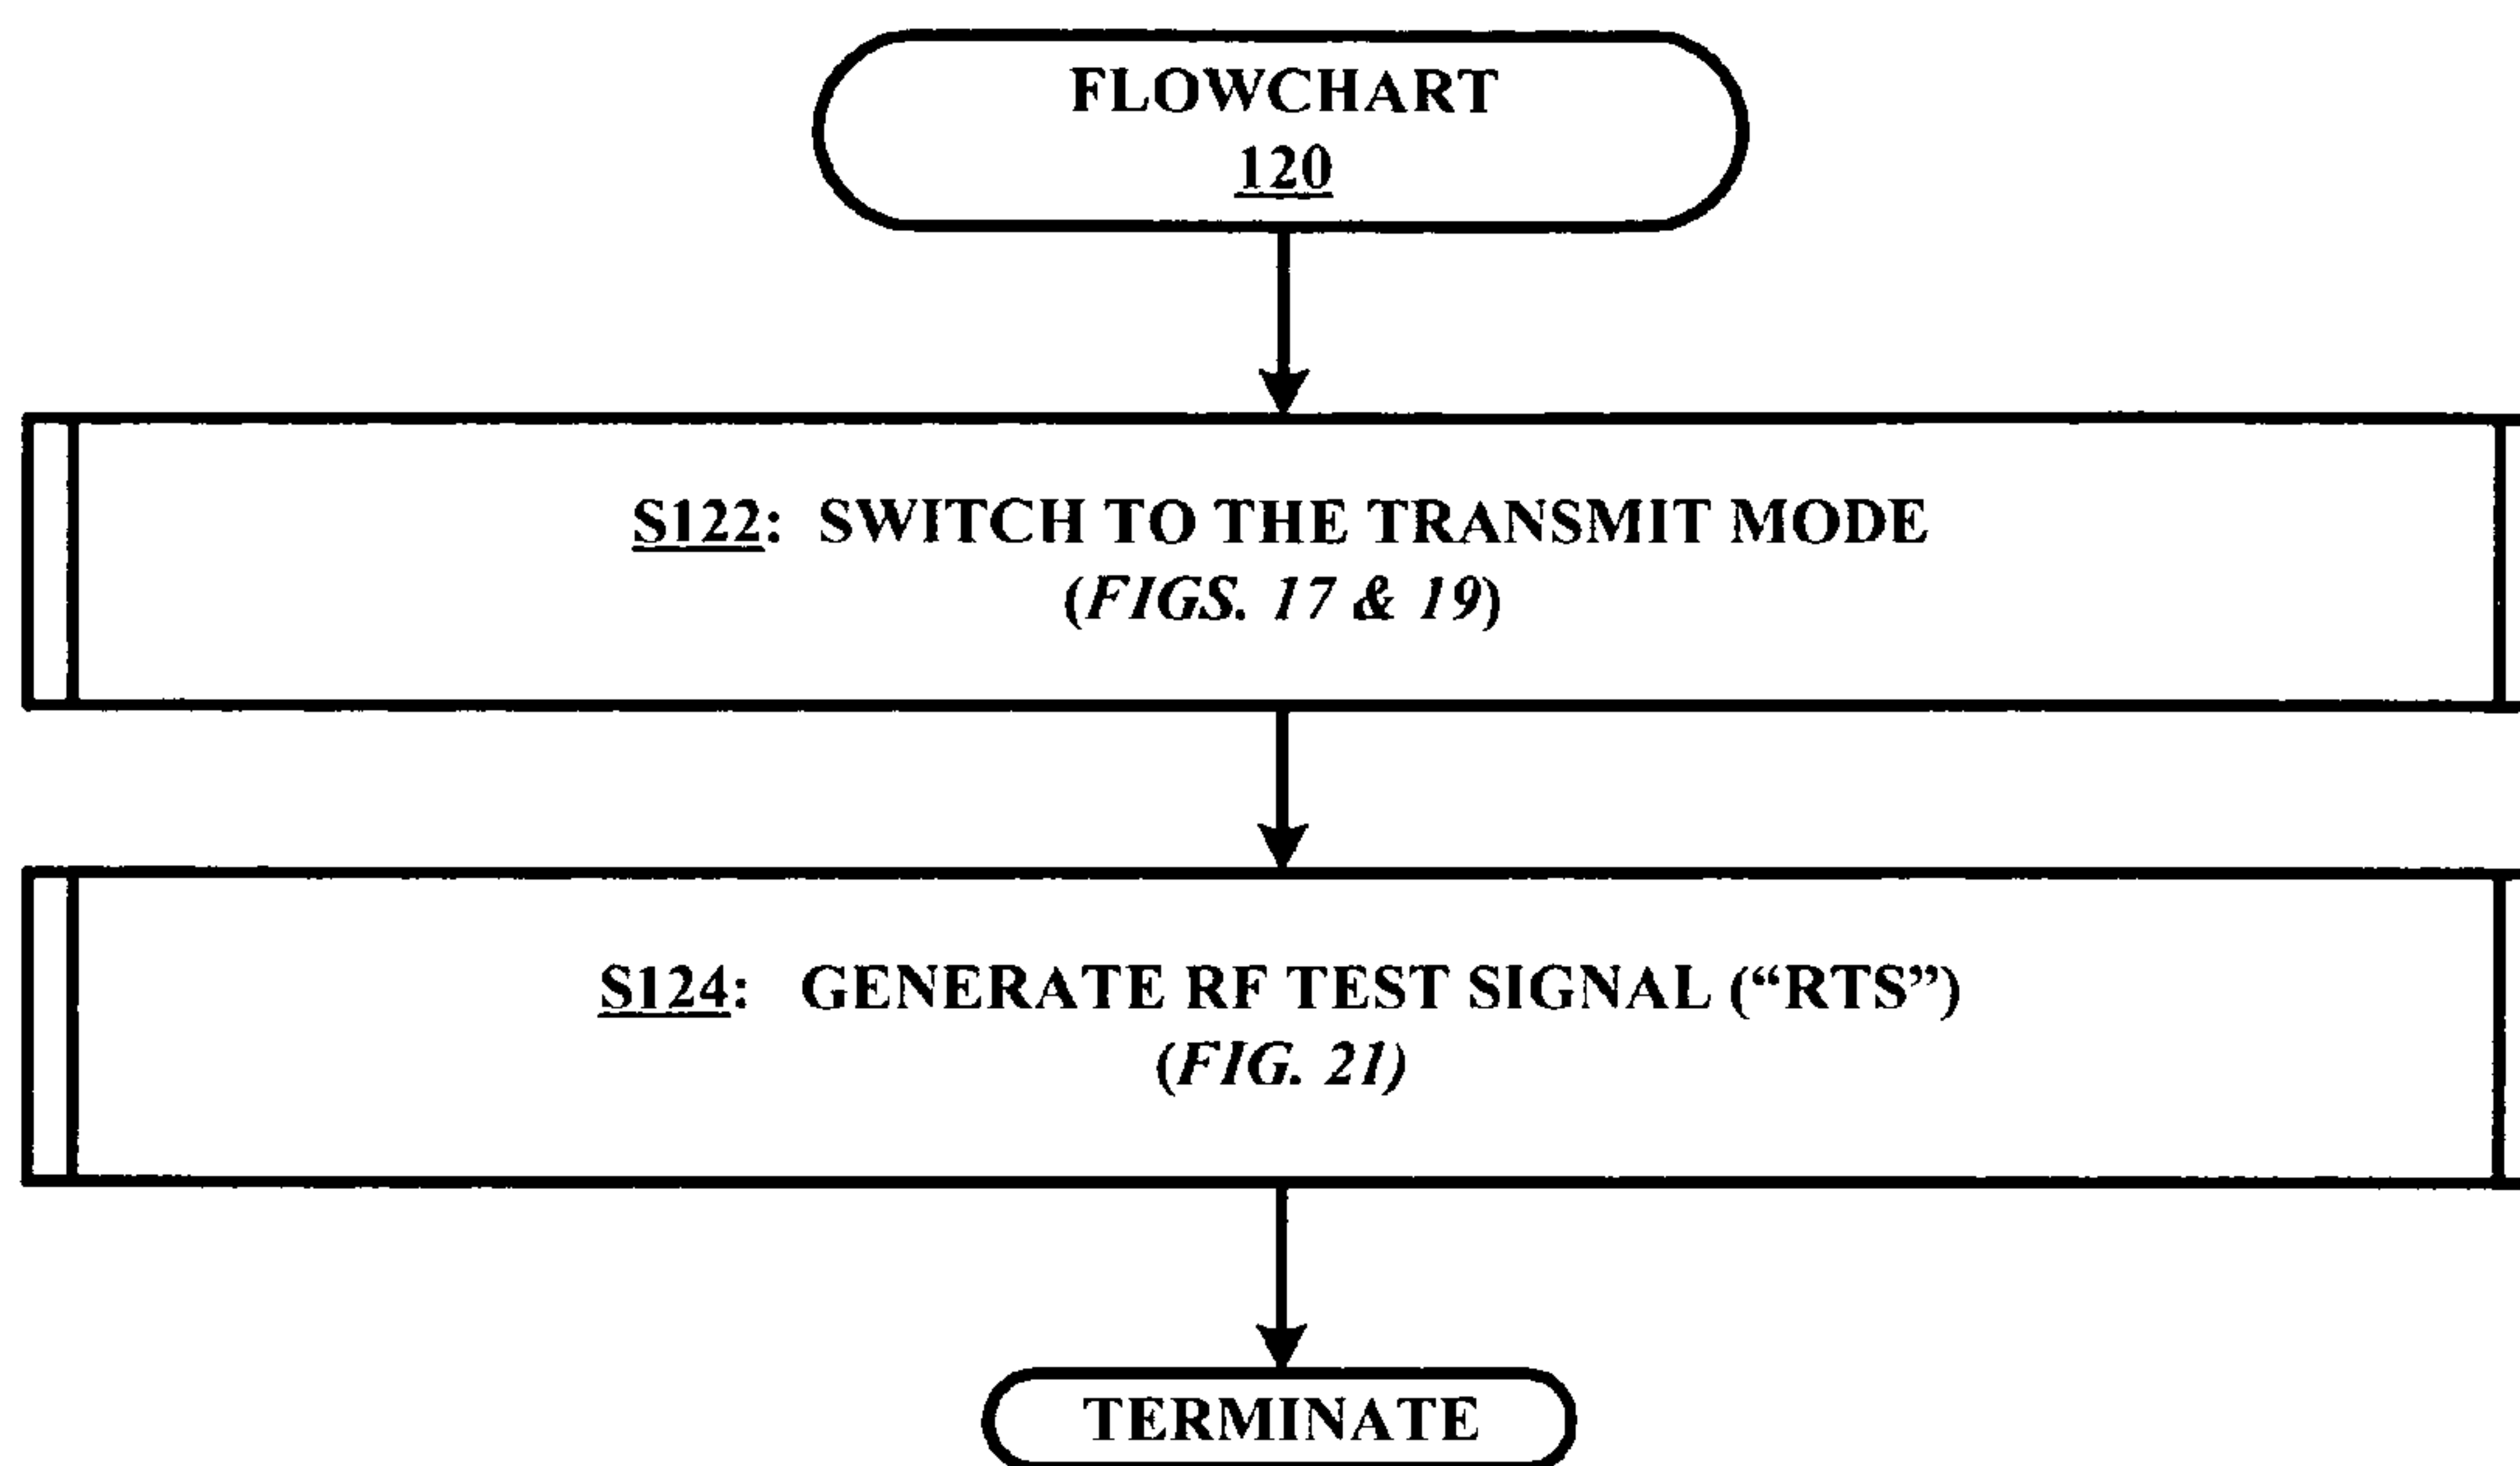 FLOWCHART
120
S122: SWITCH TO THE TRANSMIT MODE
(FIGS. 17 & 19)
S124: GENERATE RF TEST SIGNAL (“RTS”)
(FIG. 21)
TERMINATE